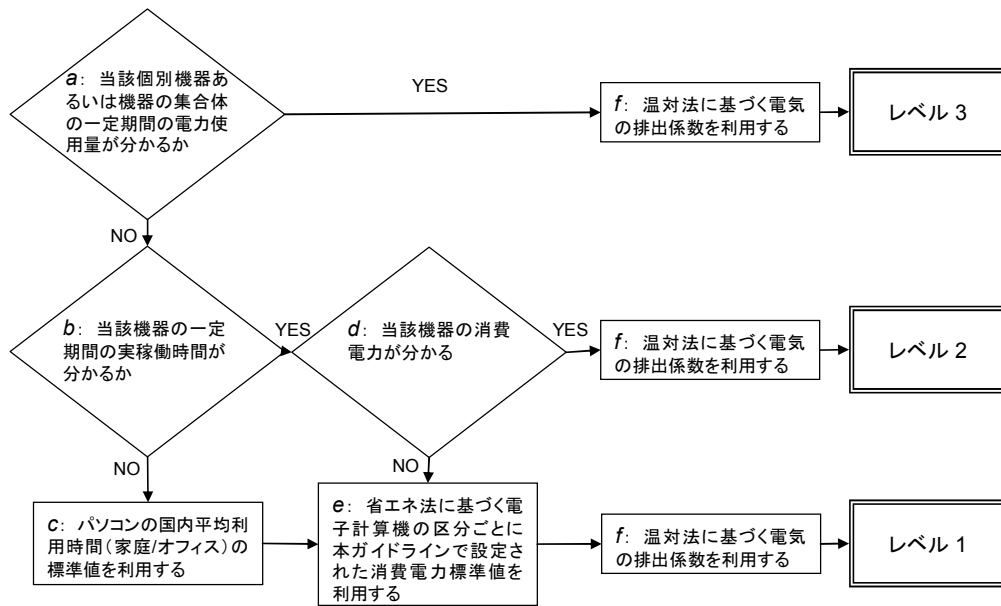 a: 当該個別機器あ
るいは機器の集合体
の一定期間の電力使
用量が分かるか
YES
f: 温対法に基づく電気
の排出係数を利用する
レベル 3
NO
b: 当該機器の一定
期間の実稼働時間が
分かるか
YES
d: 当該機器の消費
電力が分かる
YES
f: 温対法に基づく電気
の排出係数を利用する
レベル 2
NO
NO
c: パソコンの国内平均利
用時間(家庭/オフィス)の
標準値を利用する
e: 省エネ法に基づく電
子計算機の区分ごとに
本ガイドラインで設定され
た消費電力標準値を
利用する
f: 温対法に基づく電気
の排出係数を利用する
レベル 1